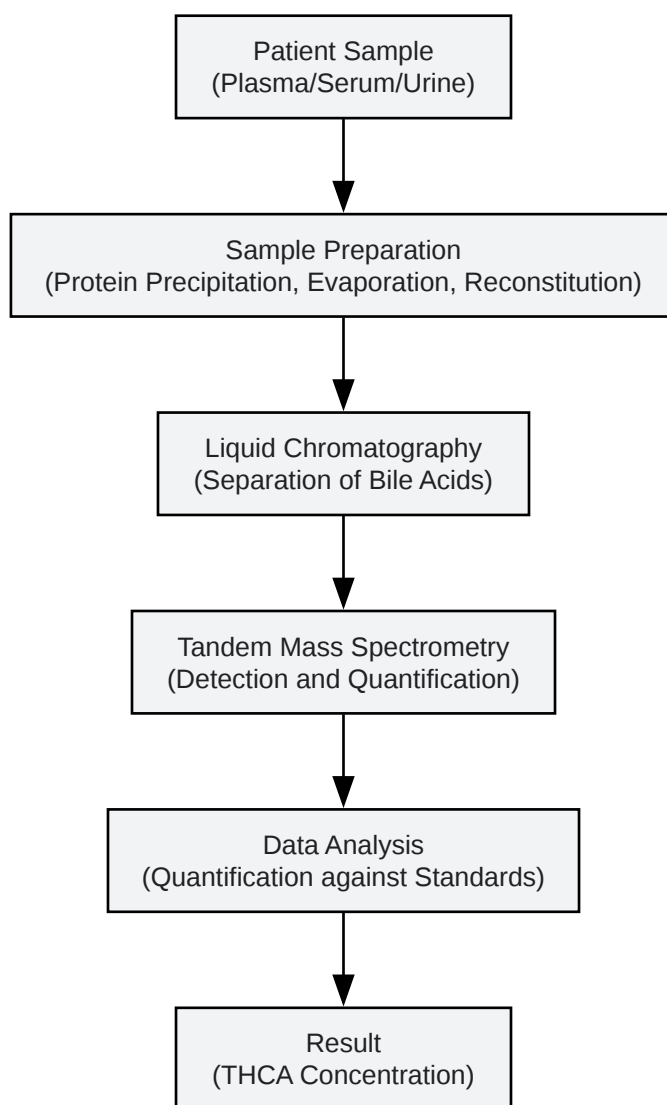 Patient Sample
(Plasma/Serum/Urine)
Sample Preparation
(Protein Precipitation, Evaporation, Reconstitution)
Liquid Chromatography
(Separation of Bile Acids)
Tandem Mass Spectrometry
(Detection and Quantification)
Data Analysis
(Quantification against Standards)
Result
(THCA Concentration)